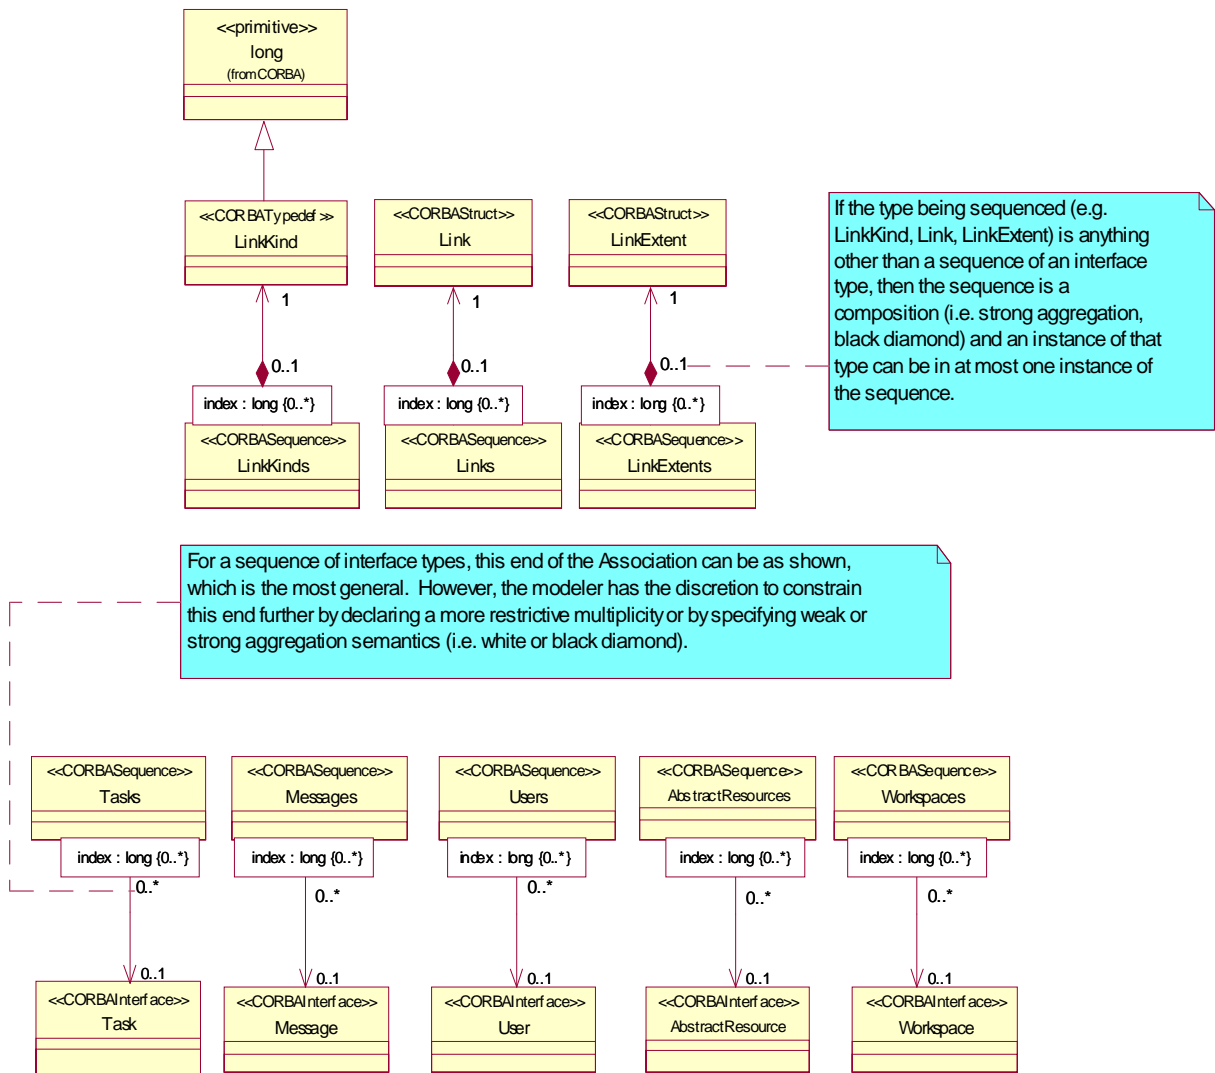 <<primitive>>
long
(from CORBA)
<<CORBATypedef>>
LinkKind
<<CORBAStruct>>
Link
<<CORBAStruct>>
LinkExtent
If the type being sequenced (e.g.
LinkKind, Link, LinkExtent) is anything
other than a sequence of an interface
type, then the sequence is a
composition (i.e. strong aggregation,
black diamond) and an instance of that
type can be in at most one instance of
the sequence.
1
1
1
0..1
0..1
0..1
index : long {0..*}
index : long {0..*}
index : long {0..*}
<<CORBASequence>>
LinkKinds
<<CORBASequence>>
Links
<<CORBASequence>>
LinkExtents
For a sequence of interface types, this end of the Association can be as shown,
which is the most general. However, the modeler has the discretion to constrain
this end further by declaring a more restrictive multiplicity or by specifying weak or
strong aggregation semantics (i.e. white or black diamond).
<<CORBASequence>>
Tasks
<<CORBASequence>>
Messages
<<CORBASequence>>
Users
<<CORBASequence>>
AbstractResources
<<CORBASequence>>
Workspaces
index : long {0..*}
index : long {0..*}
index : long {0..*}
index : long {0..*}
index : long {0..*}
0..*
0..*
0..*
0..*
0..*
0..1
0..1
0..1
0..1
0..1
<<CORBAInterface>>
Task
<<CORBAInterface>>
Message
<<CORBAInterface>>
User
<<CORBAInterface>>
AbstractResource
<<CORBAInterface>>
Workspace